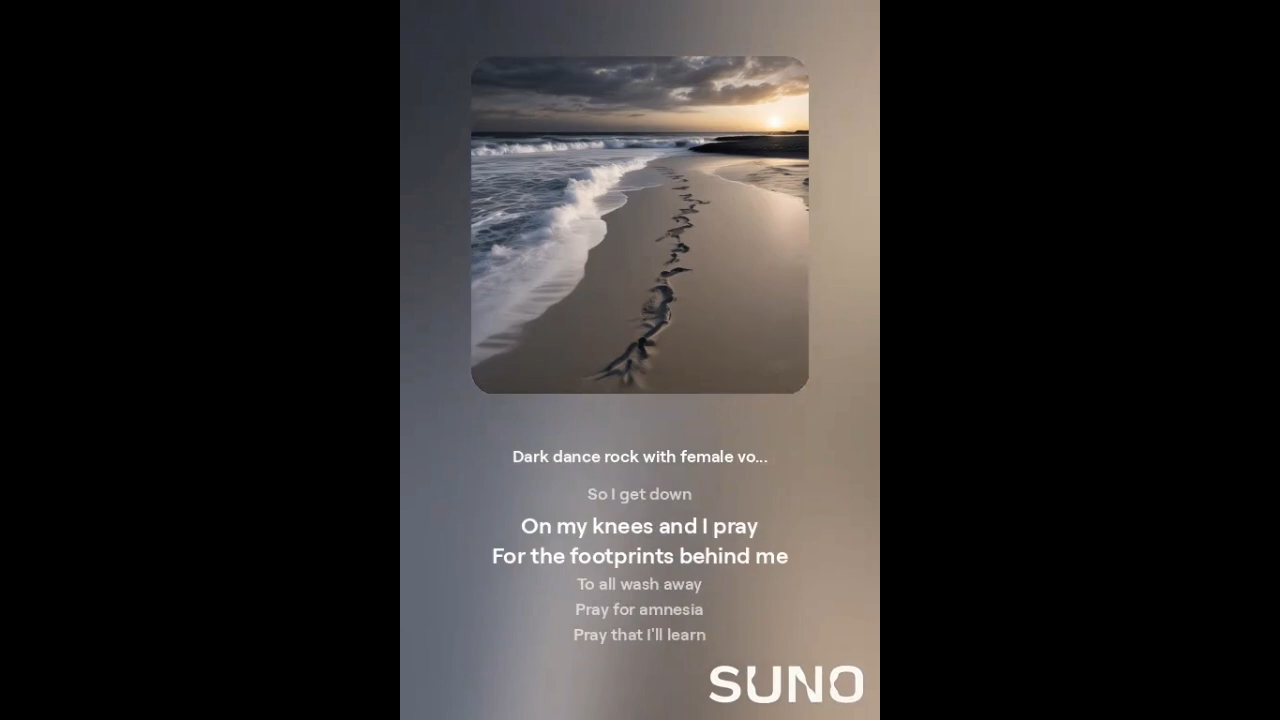 Dark dance rock with female vo...
So I get down
On my knees and I pray
For the footprints behind me
To all wash away
Pray for amnesia
Pray that I'll learn
SUNO